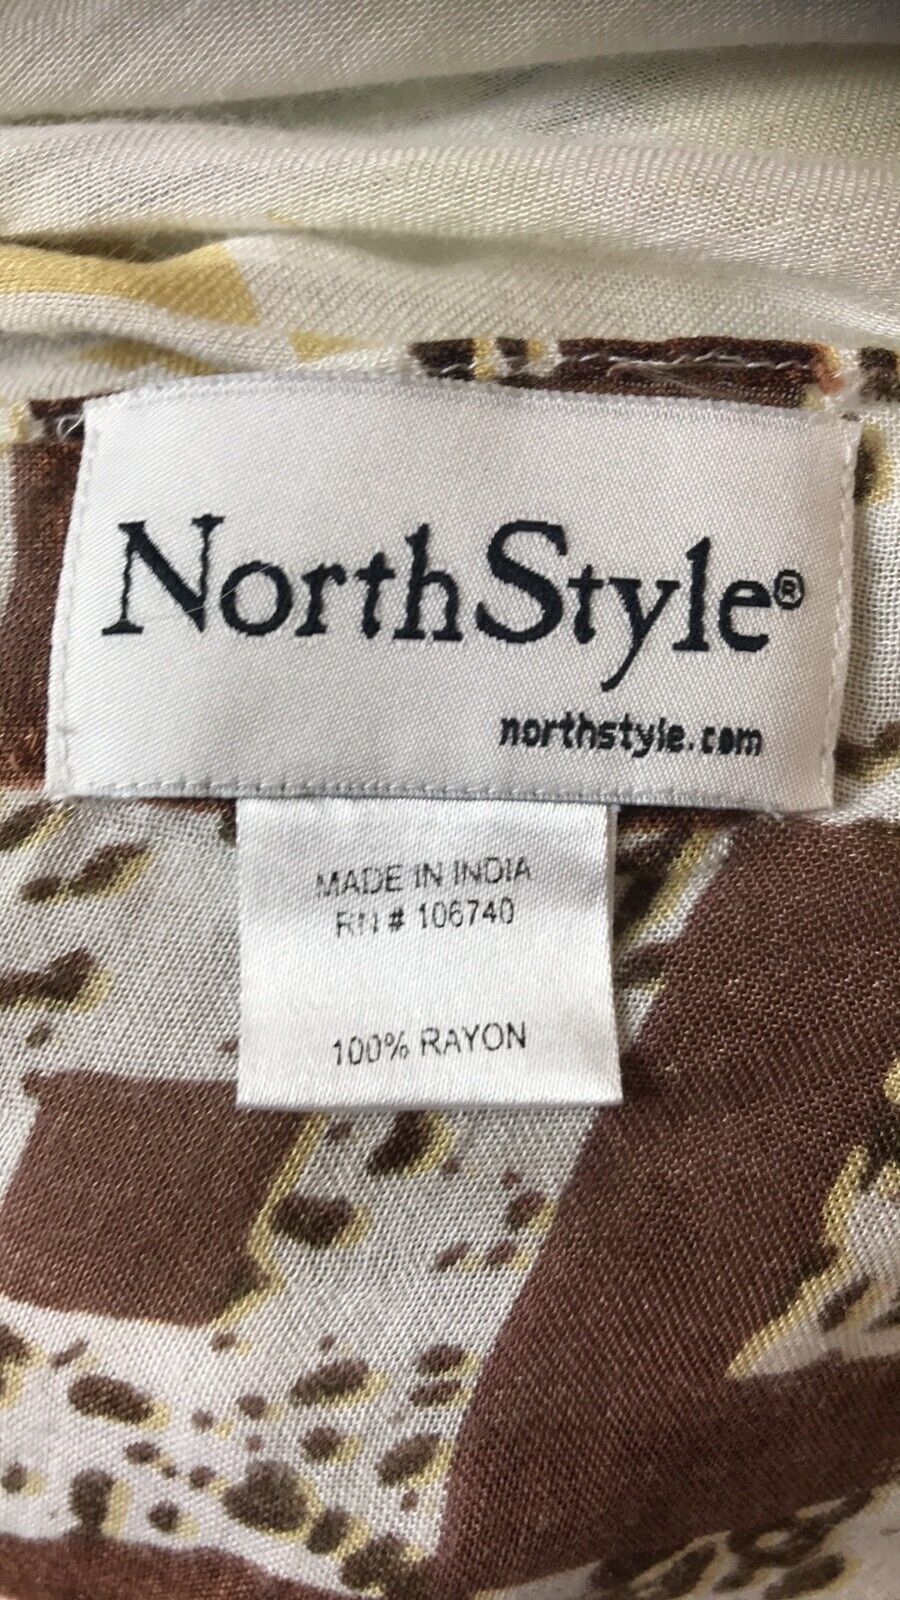 NorthStyle®
northstyle.com
MADE IN INDIA
RN # 106740
100% RAYON